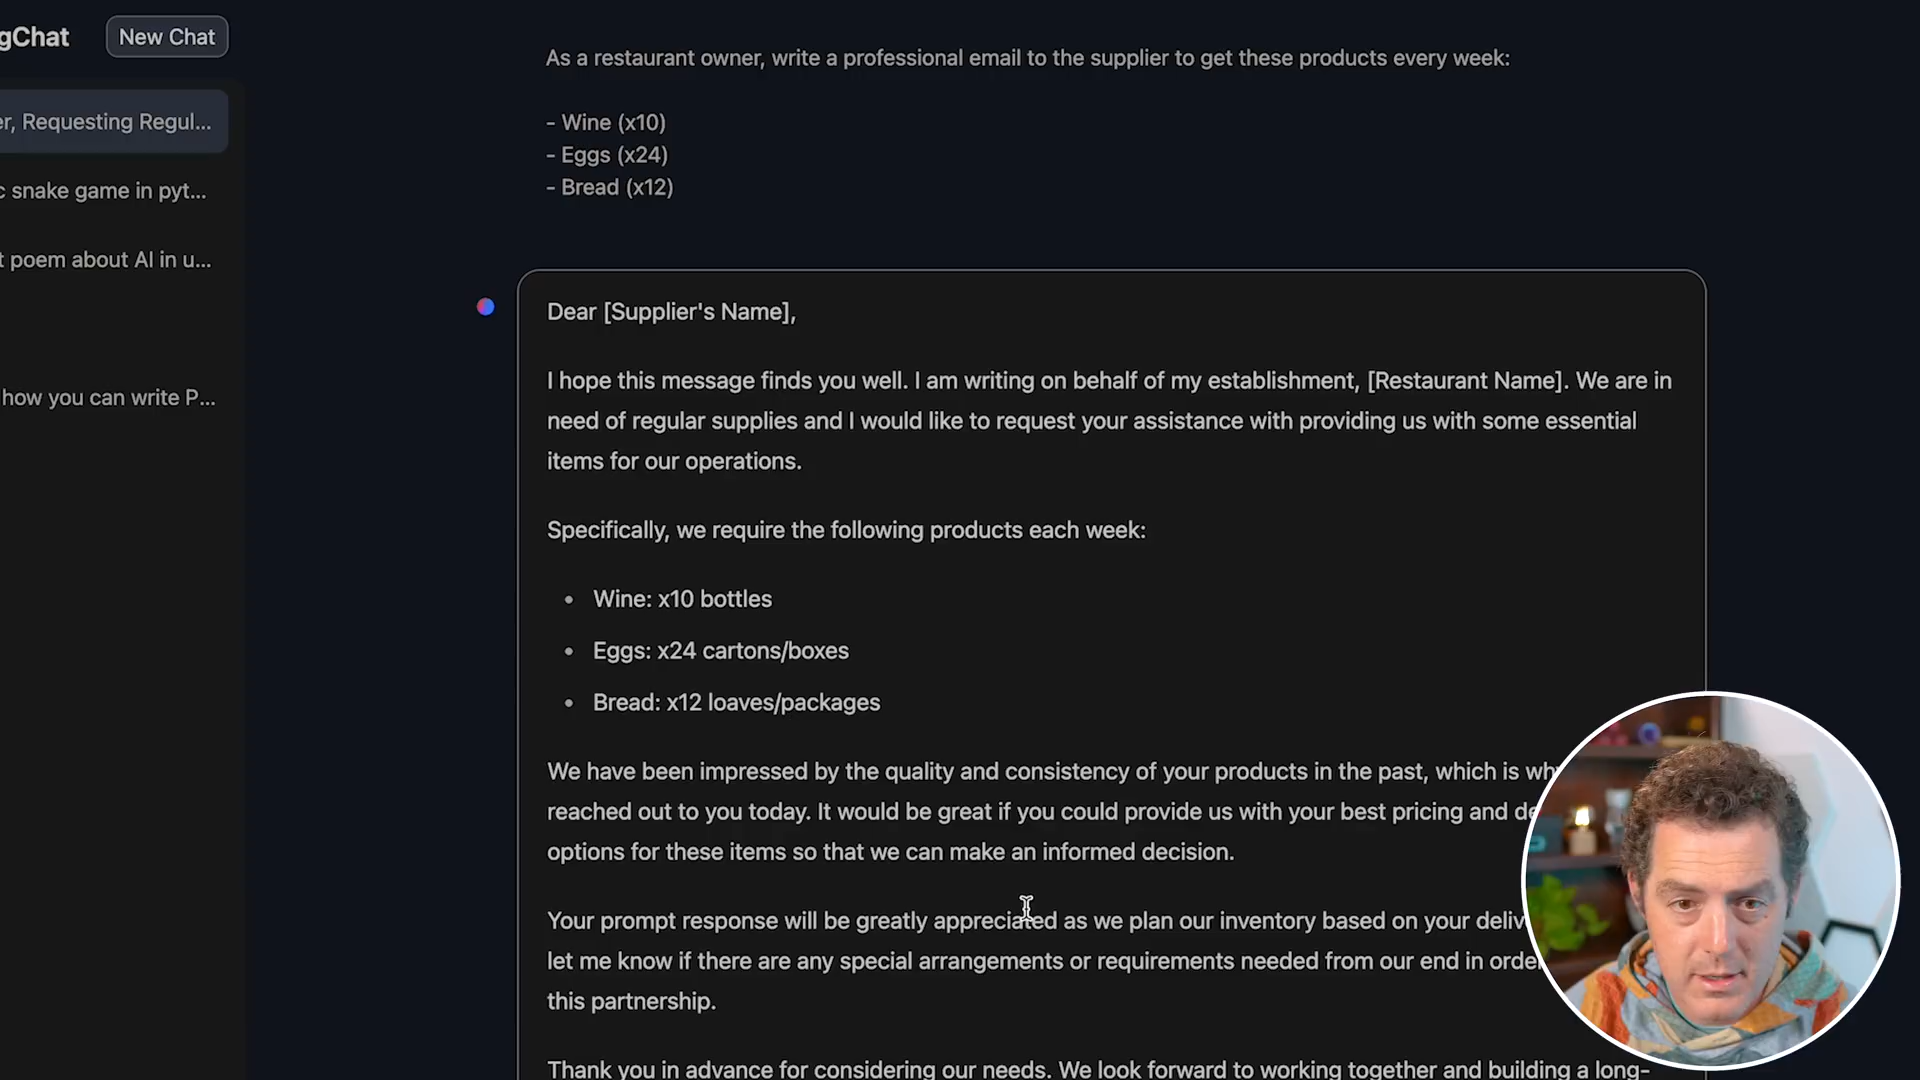 gChat
New Chat
er, Requesting Regul...
c snake game in pyt...
t poem about AI in u...
how you can write P...
As a restaurant owner, write a professional email to the supplier to get these products every week:
- Wine (x10)
- Eggs (x24)
- Bread (x12)
Dear [Supplier's Name],
I hope this message finds you well. I am writing on behalf of my establishment, [Restaurant Name]. We are in
need of regular supplies and I would like to request your assistance with providing us with some essential
items for our operations.
Specifically, we require the following products each week:
• Wine: x10 bottles
• Eggs: x24 cartons/boxes
• Bread: x12 loaves/packages
We have been impressed by the quality and consistency of your products in the past, which is wh
reached out to you today. It would be great if you could provide us with your best pricing and de
options for these items so that we can make an informed decision.
Your prompt response will be greatly appreciated as we plan our inventory based on your deliv
let me know if there are any special arrangements or requirements needed from our end in order
this partnership.
Thank you in advance for considering our needs. We look forward to working together and building a long-